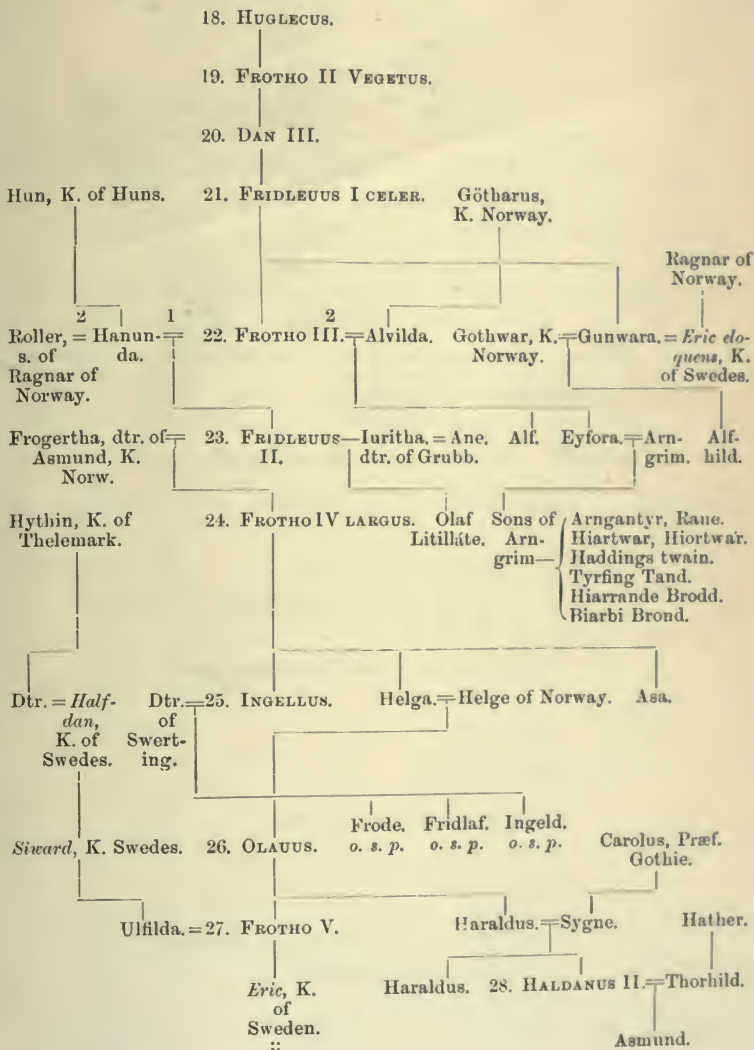 18. HUGLECUS.
19. FROTHO II VEGETUS.
20. DAN III.
Hun, K. of Huns. 21. FRIDLEUUS I CELER. Götharus,
K. Norway.
Ragnar of
Norway.
2 1 2
Roller, = Hanun- 22. FROTHO III. = Alvilda. Gothwar, K. = Gunwara. = Eric elo-
s. of da. Norway. quens, K.
Ragnar of of Swedes.
Norway.
Frogertha, dtr. of = 23. FRIDLEUUS—Iuritha. = Ane. Alf. Eyfora. = Arn- Alf-
Asmund, K. II. dtr. of Grubb. grim. hild.
Norw.
Hythin, K. of 24. FROTHO IV LARGUS. Olaf Sons of Arngantyr, Rane.
Thelemark. Litilláte. Arn- Hiartwar, Hiortwar.
grim— Haddings twain.
Tyrfing Tand.
Hiarrande Brodd.
Biarbi Brond.
Dtr. = Half- Dtr. = 25. INGELLUS. Helga. = Helge of Norway. Asa.
dan, of
K. of Swert-
Swedes. ing.
Frode. Fridlaf. Ingeld.
Siward, K. Swedes. 26. OLAUUS. o. s. p. o. s. p. o. s. p. Carolus, Præf.
Gothie.
Ulfilda. = 27. FROTHO V. Haraldus. = Sygne. Hather.
Eric, K. Haraldus. 28. HALDANUS II. = Thorhild.
of
Sweden.
Asmund.